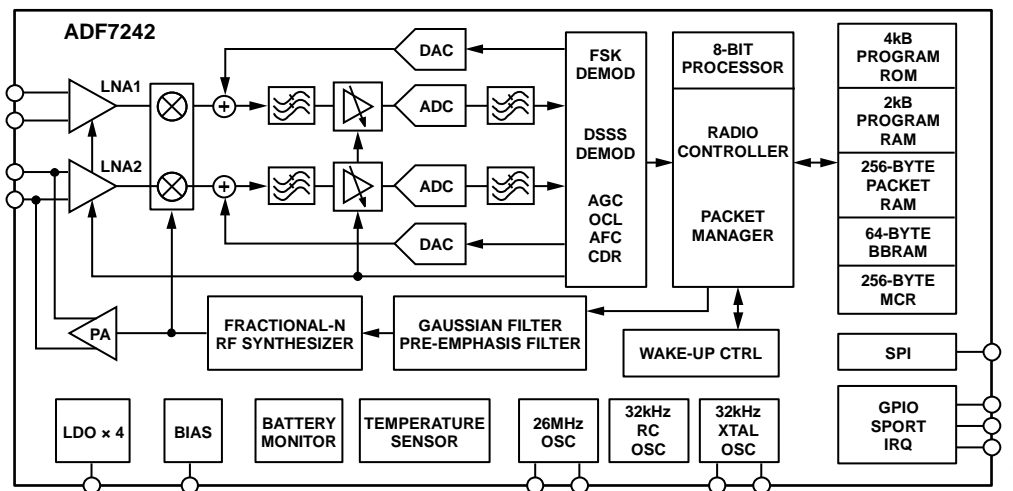 ADF7242
DAC
LNA1
ADC
LNA2
ADC
DAC
PA
FSK
DEMOD
DSSS
DEMOD
AGC
OCL
AFC
CDR
8-BIT
PROCESSOR
RADIO
CONTROLLER
PACKET
MANAGER
4kB
PROGRAM
ROM
2kB
PROGRAM
RAM
256-BYTE
PACKET
RAM
64-BYTE
BBRAM
256-BYTE
MCR
FRACTIONAL-N
RF SYNTHESIZER
GAUSSIAN FILTER
PRE-EMPHASIS FILTER
WAKE-UP CTRL
SPI
LDO × 4
BIAS
BATTERY
MONITOR
TEMPERATURE
SENSOR
26MHz
OSC
32kHz
RC
OSC
32kHz
XTAL
OSC
GPIO
SPORT
IRQ